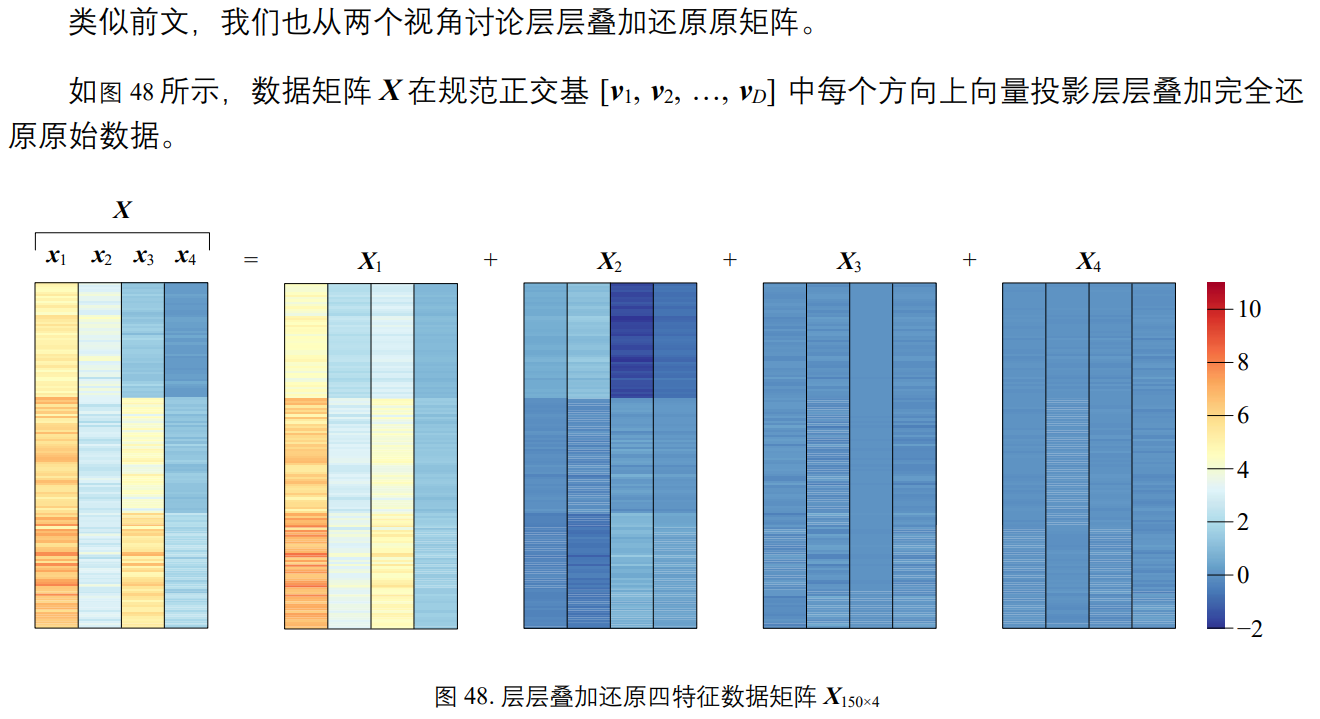 类似前文，我们也从两个视角讨论层层叠加还原原矩阵。
如图 48 所示，数据矩阵 X 在规范正交基 [v1, v2, …, vD] 中每个方向上向量投影层层叠加完全还
原原始数据。
X
x1 x2 x3 x4 = X1 + X2 + X3 + X4
10
8
6
4
2
0
−2
图 48. 层层叠加还原四特征数据矩阵 X150×4